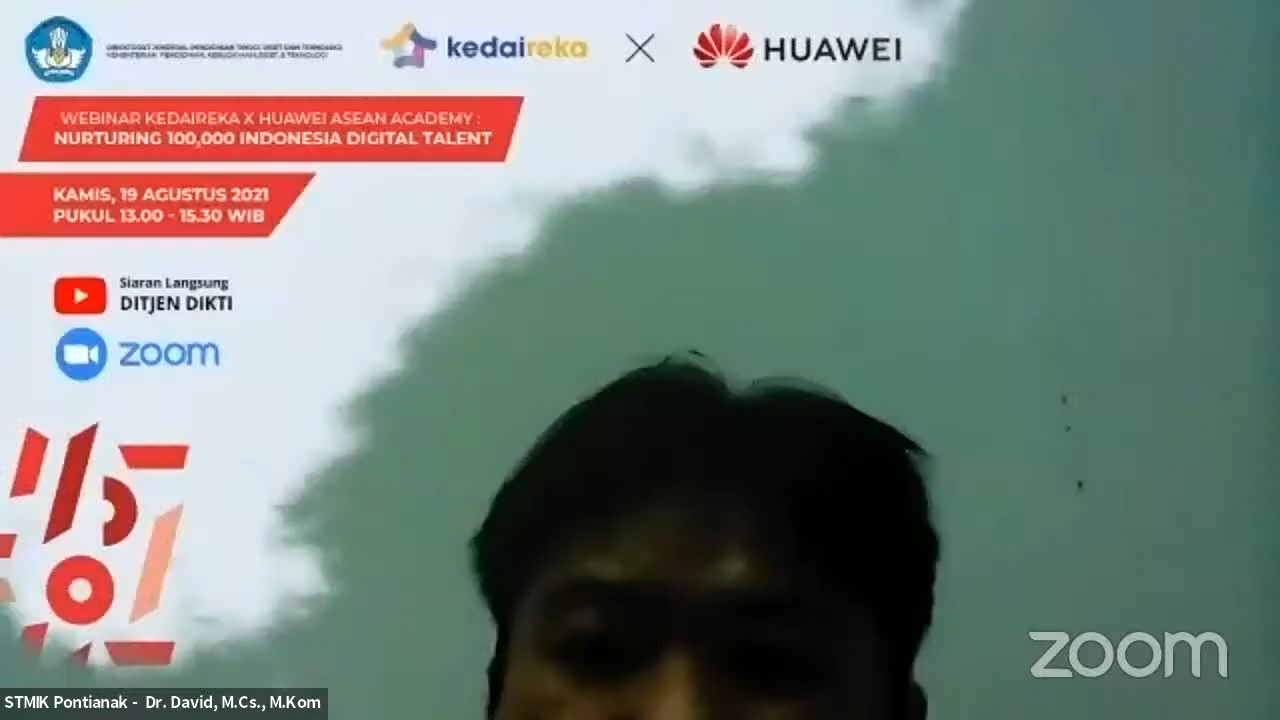 kedaireka
HUAWEI
WEBINAR KEDAIREKA X HUAWEI ASEAN ACADEMY :
NURTURING 100,000 INDONESIA DIGITAL TALENT
KAMIS, 19 AGUSTUS 2021
PUKUL 13.00 - 15.30 WIB
Siaran Langsung
DITJEN DIKTI
zoom
zoom
STMIK Pontianak - Dr. David, M.Cs., M.Kom